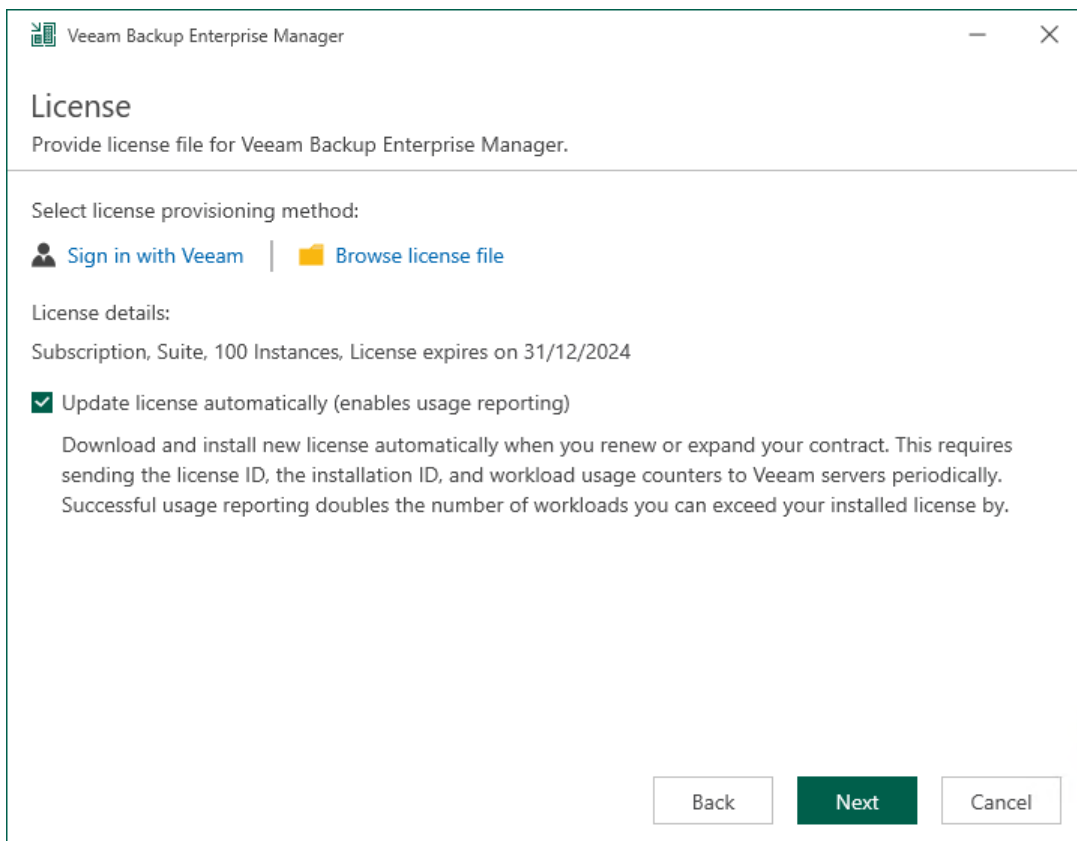 Veeam Backup Enterprise Manager
License
Provide license file for Veeam Backup Enterprise Manager.
Select license provisioning method:
Sign in with Veeam | Browse license file
License details:
Subscription, Suite, 100 Instances, License expires on 31/12/2024
Update license automatically (enables usage reporting)
Download and install new license automatically when you renew or expand your contract. This requires
sending the license ID, the installation ID, and workload usage counters to Veeam servers periodically.
Successful usage reporting doubles the number of workloads you can exceed your installed license by.
Back Next Cancel